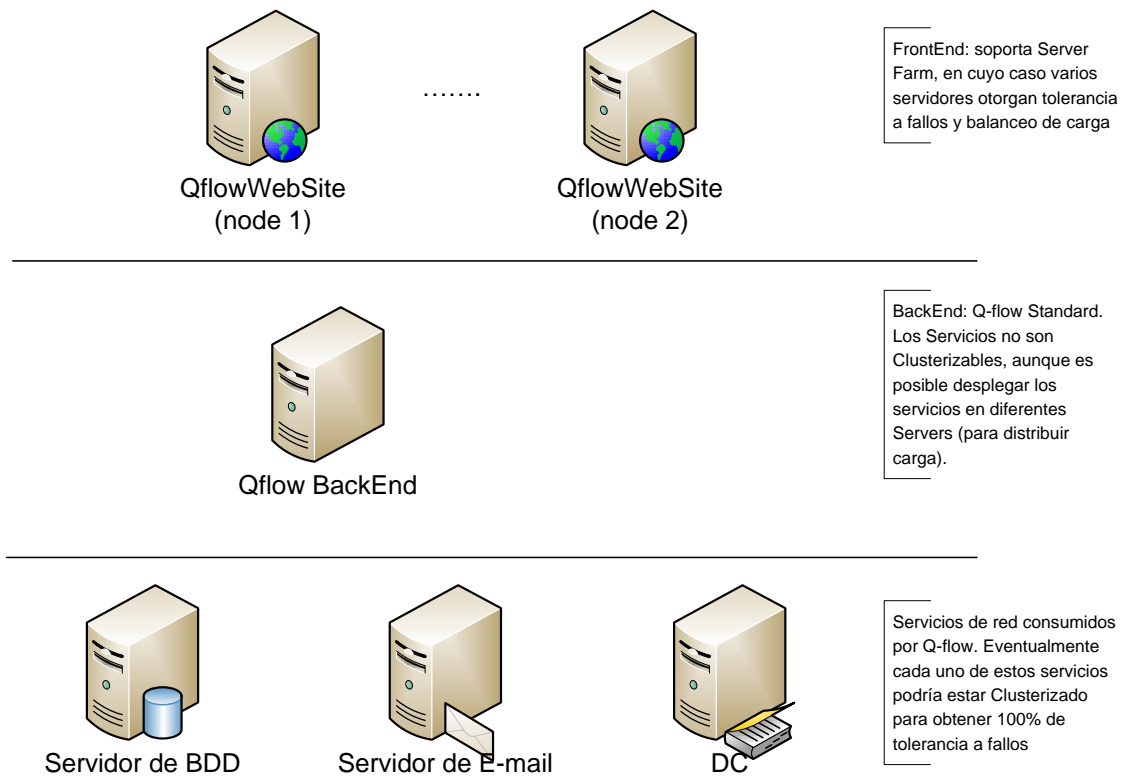 FrontEnd: soporta Server
Farm, en cuyo caso varios
servidores otorgan tolerancia
a fallos y balanceo de carga
.......
QflowWebSite
(node 1)
QflowWebSite
(node 2)
BackEnd: Q-flow Standard.
Los Servicios no son
Clusterizables, aunque es
posible desplegar los
servicios en diferentes
Servers (para distribuir
carga).
Qflow BackEnd
Servicios de red consumidos
por Q-flow. Eventualmente
cada uno de estos servicios
podría estar Clusterizado
para obtener 100% de
tolerancia a fallos
Servidor de BDD
Servidor de E-mail
DC